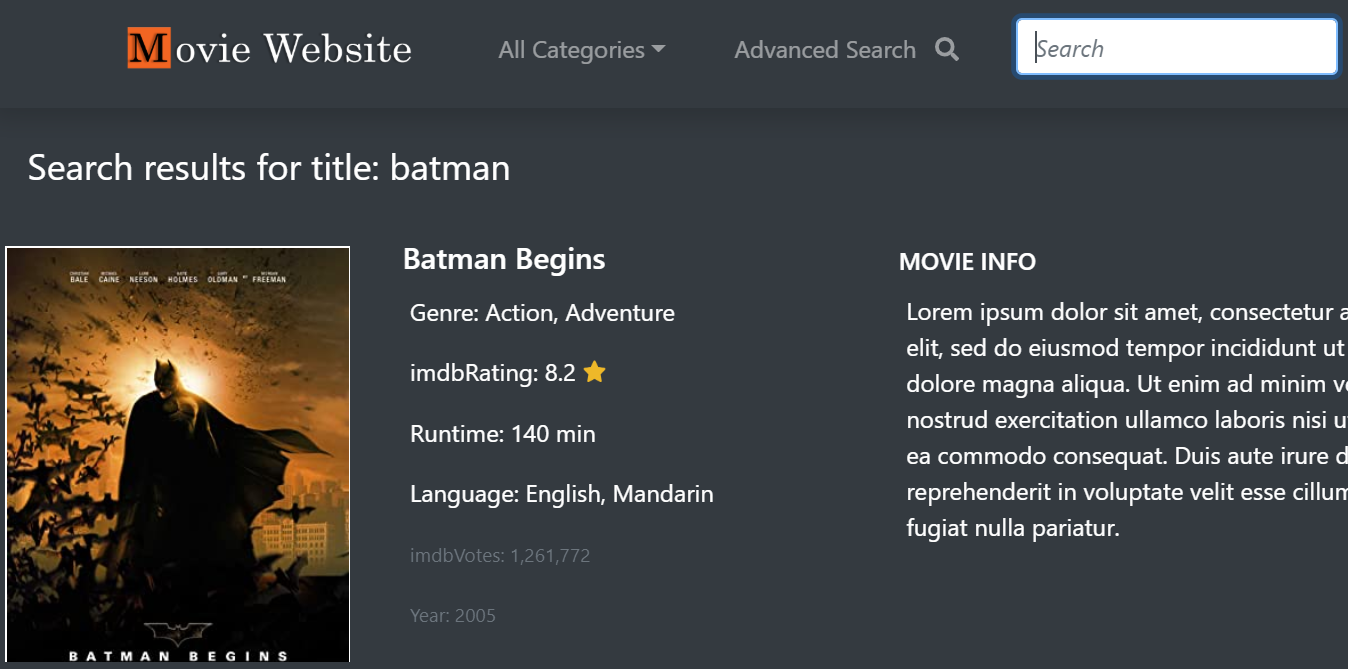 Movie Website
All Categories
Advanced Search
Search
Search results for title: batman
CHRISTIAN BALE MICHAEL CAINE LIAM NEESON KATIE HOLMES GARY OLDMAN AND MORGAN FREEMAN
BATMAN BEGINS
Batman Begins
Genre: Action, Adventure
imdbRating: 8.2
Runtime: 140 min
Language: English, Mandarin
imdbVotes: 1,261,772
Year: 2005
MOVIE INFO
Lorem ipsum dolor sit amet, consectetur a
elit, sed do eiusmod tempor incididunt ut
dolore magna aliqua. Ut enim ad minim ve
nostrud exercitation ullamco laboris nisi u
ea commodo consequat. Duis aute irure d
reprehenderit in voluptate velit esse cillum
fugiat nulla pariatur.